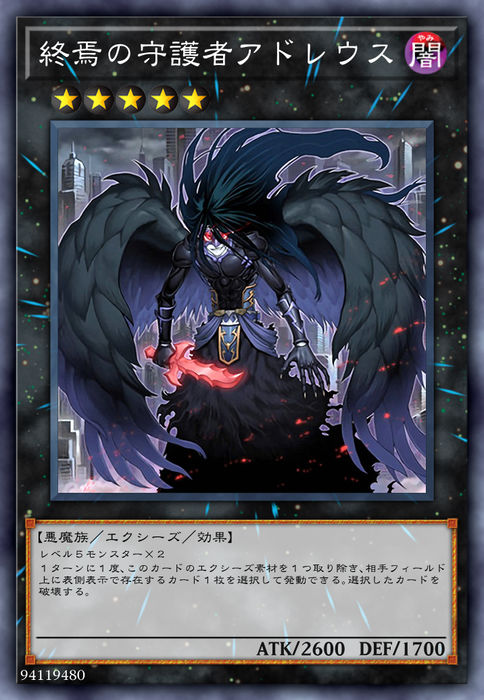 終焉の守護者アドレウス
やみ
闇
【悪魔族／エクシーズ／効果】
レベル５モンスター×２
１ターンに１度、このカードのエクシーズ素材を１つ取り除き、相手フィールド
上に表側表示で存在するカード１枚を選択して発動できる。選択したカードを
破壊する。
ATK/2600 DEF/1700
94119480